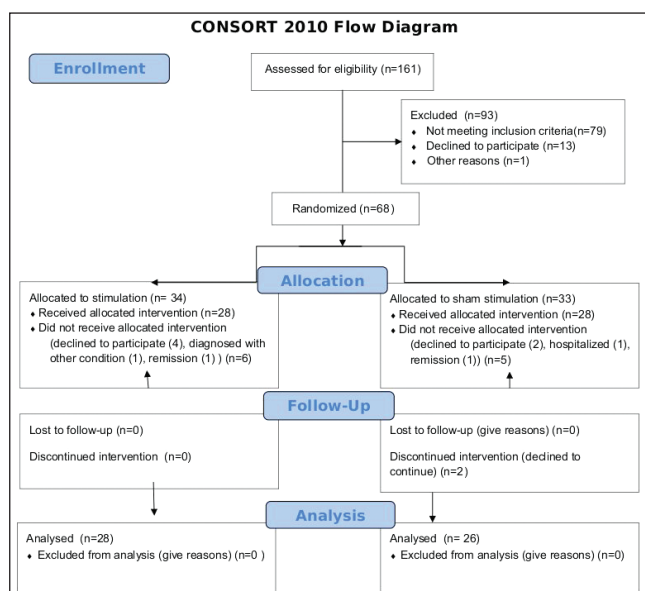 CONSORT 2010 Flow Diagram
Enrollment
Assessed for eligibility (n=161)
Excluded (n=93)
♦ Not meeting inclusion criteria(n=79)
♦ Declined to participate (n=13)
♦ Other reasons (n=1)
Randomized (n=68)
Allocation
Allocated to stimulation (n= 34)
♦ Received allocated intervention (n=28)
♦ Did not receive allocated intervention
(declined to participate (4), diagnosed with
other condition (1), remission (1) ) (n=6)
Allocated to sham stimulation (n=33)
♦ Received allocated intervention (n=28)
♦ Did not receive allocated intervention
(declined to participate (2), hospitalized (1),
remission (1)) (n=5)
Follow-Up
Lost to follow-up (n=0)
Discontinued intervention (n=0)
Lost to follow-up (give reasons) (n=0)
Discontinued intervention (declined to
continue) (n=2)
Analysis
Analysed (n=28)
♦ Excluded from analysis (give reasons) (n=0 )
Analysed (n= 26)
♦ Excluded from analysis (give reasons) (n=0)